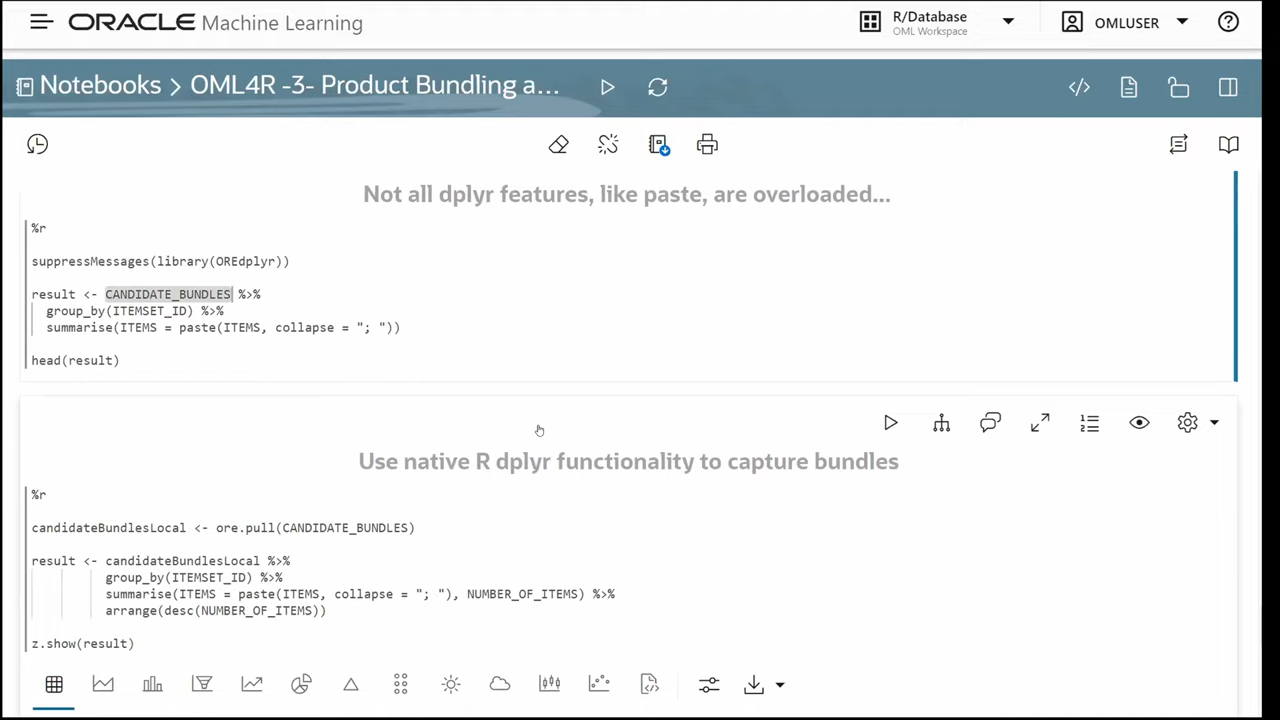 ORACLE Machine Learning
R/Database
OML Workspace
OMLUSER
Notebooks > OML4R -3- Product Bundling a...
Not all dplyr features, like paste, are overloaded...
%r
suppressMessages(library(OREdplyr))
result <- CANDIDATE_BUNDLES %>%
group_by(ITEMSET_ID) %>%
summarise(ITEMS = paste(ITEMS, collapse = "; "))
head(result)
Use native R dplyr functionality to capture bundles
%r
candidateBundlesLocal <- ore.pull(CANDIDATE_BUNDLES)
result <- candidateBundlesLocal %>%
group_by(ITEMSET_ID) %>%
summarise(ITEMS = paste(ITEMS, collapse = "; "), NUMBER_OF_ITEMS) %>%
arrange(desc(NUMBER_OF_ITEMS))
z.show(result)